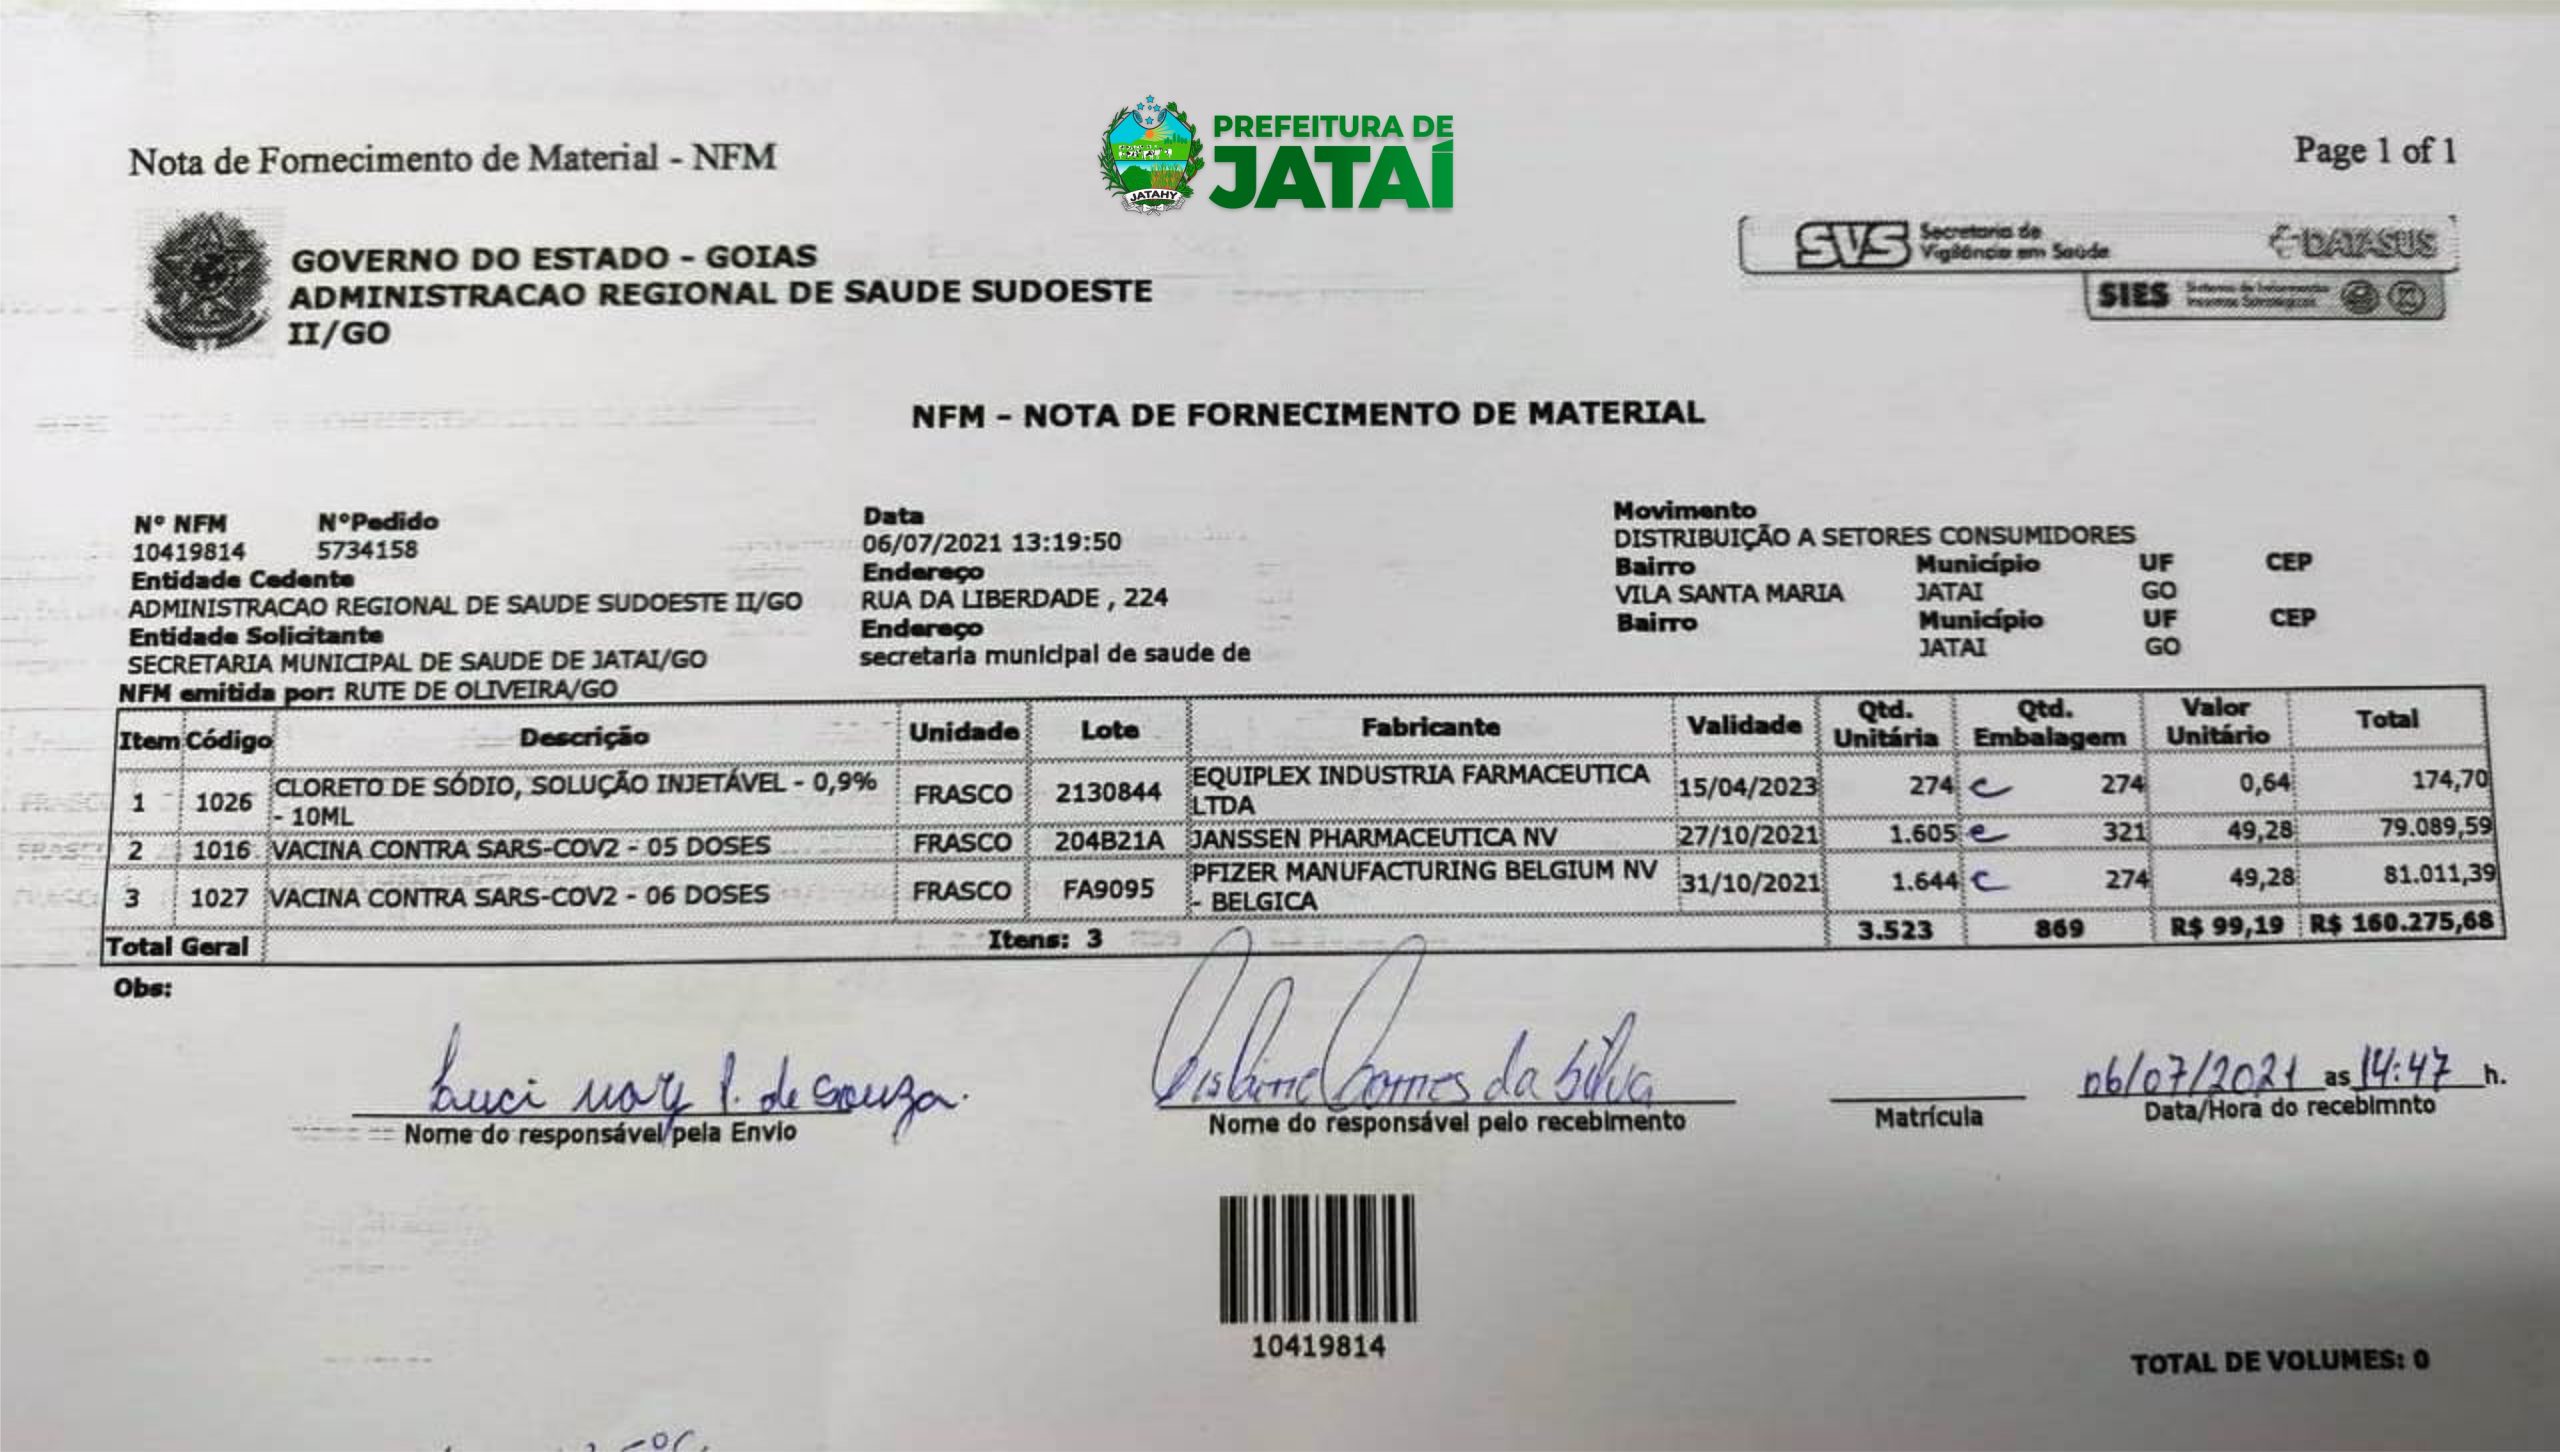 PREFEITURA DE
JATAÍ
JATAHY
Nota de Fornecimento de Material - NFM
Page 1 of 1
GOVERNO DO ESTADO - GOIAS
ADMINISTRACAO REGIONAL DE SAUDE SUDOESTE
II/GO
SVS Secretaria de
Vigilância em Saúde
DATASUS
SIES
NFM - NOTA DE FORNECIMENTO DE MATERIAL
Nº NFM NºPedido Data Movimento
10419814 5734158 06/07/2021 13:19:50 DISTRIBUIÇÃO A SETORES CONSUMIDORES
Entidade Cedente Endereço Bairro Município UF CEP
ADMINISTRACAO REGIONAL DE SAUDE SUDOESTE II/GO RUA DA LIBERDADE , 224 VILA SANTA MARIA JATAI GO
Entidade Solicitante Endereço Bairro Município UF CEP
SECRETARIA MUNICIPAL DE SAUDE DE JATAI/GO secretaria municipal de saude de JATAI GO
NFM emitida por: RUTE DE OLIVEIRA/GO
Item Código Descrição Unidade Lote Fabricante Validade Qtd. Unitária Qtd. Embalagem Valor Unitário Total
1 1026 CLORETO DE SÓDIO, SOLUÇÃO INJETÁVEL - 0,9% FRASCO 2130844 EQUIPLEX INDUSTRIA FARMACEUTICA 15/04/2023 274 274 0,64 174,70
- 10ML LTDA
2 1016 VACINA CONTRA SARS-COV2 - 05 DOSES FRASCO 204B21A JANSSEN PHARMACEUTICA NV 27/10/2021 1.605 321 49,28 79.089,59
3 1027 VACINA CONTRA SARS-COV2 - 06 DOSES FRASCO FA9095 PFIZER MANUFACTURING BELGIUM NV 31/10/2021 1.644 274 49,28 81.011,39
- BELGICA
Total Geral Itens: 3 3.523 869 R$ 99,19 R$ 160.275,68
Obs:
Luci Mary P. de Souza. Gomes da Silva 06/07/2021 as 14:47 h.
Nome do responsável pela Envio Nome do responsável pelo recebimento Matrícula Data/Hora do recebimnto
10419814
TOTAL DE VOLUMES: 0